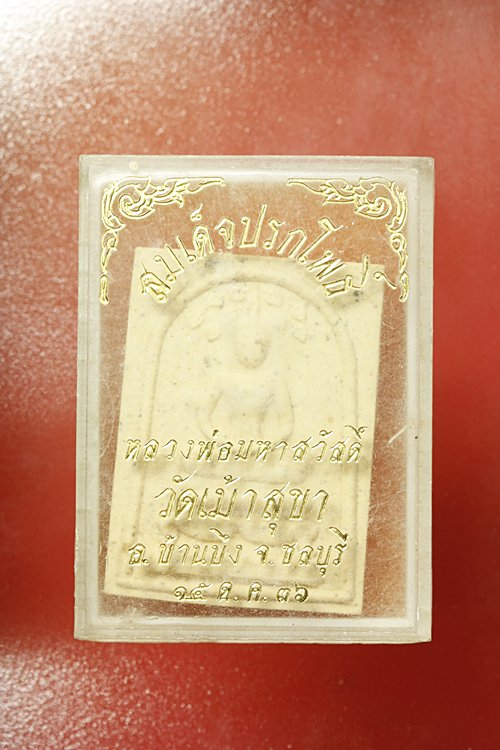 สมเด็จปรกโพธิ์
หลวงพ่อมหาสวัสดิ์
วัดเม้าสุขา
อ.บ้านบึง จ.ชลบุรี
๑๕ ต.ค. ๓๖